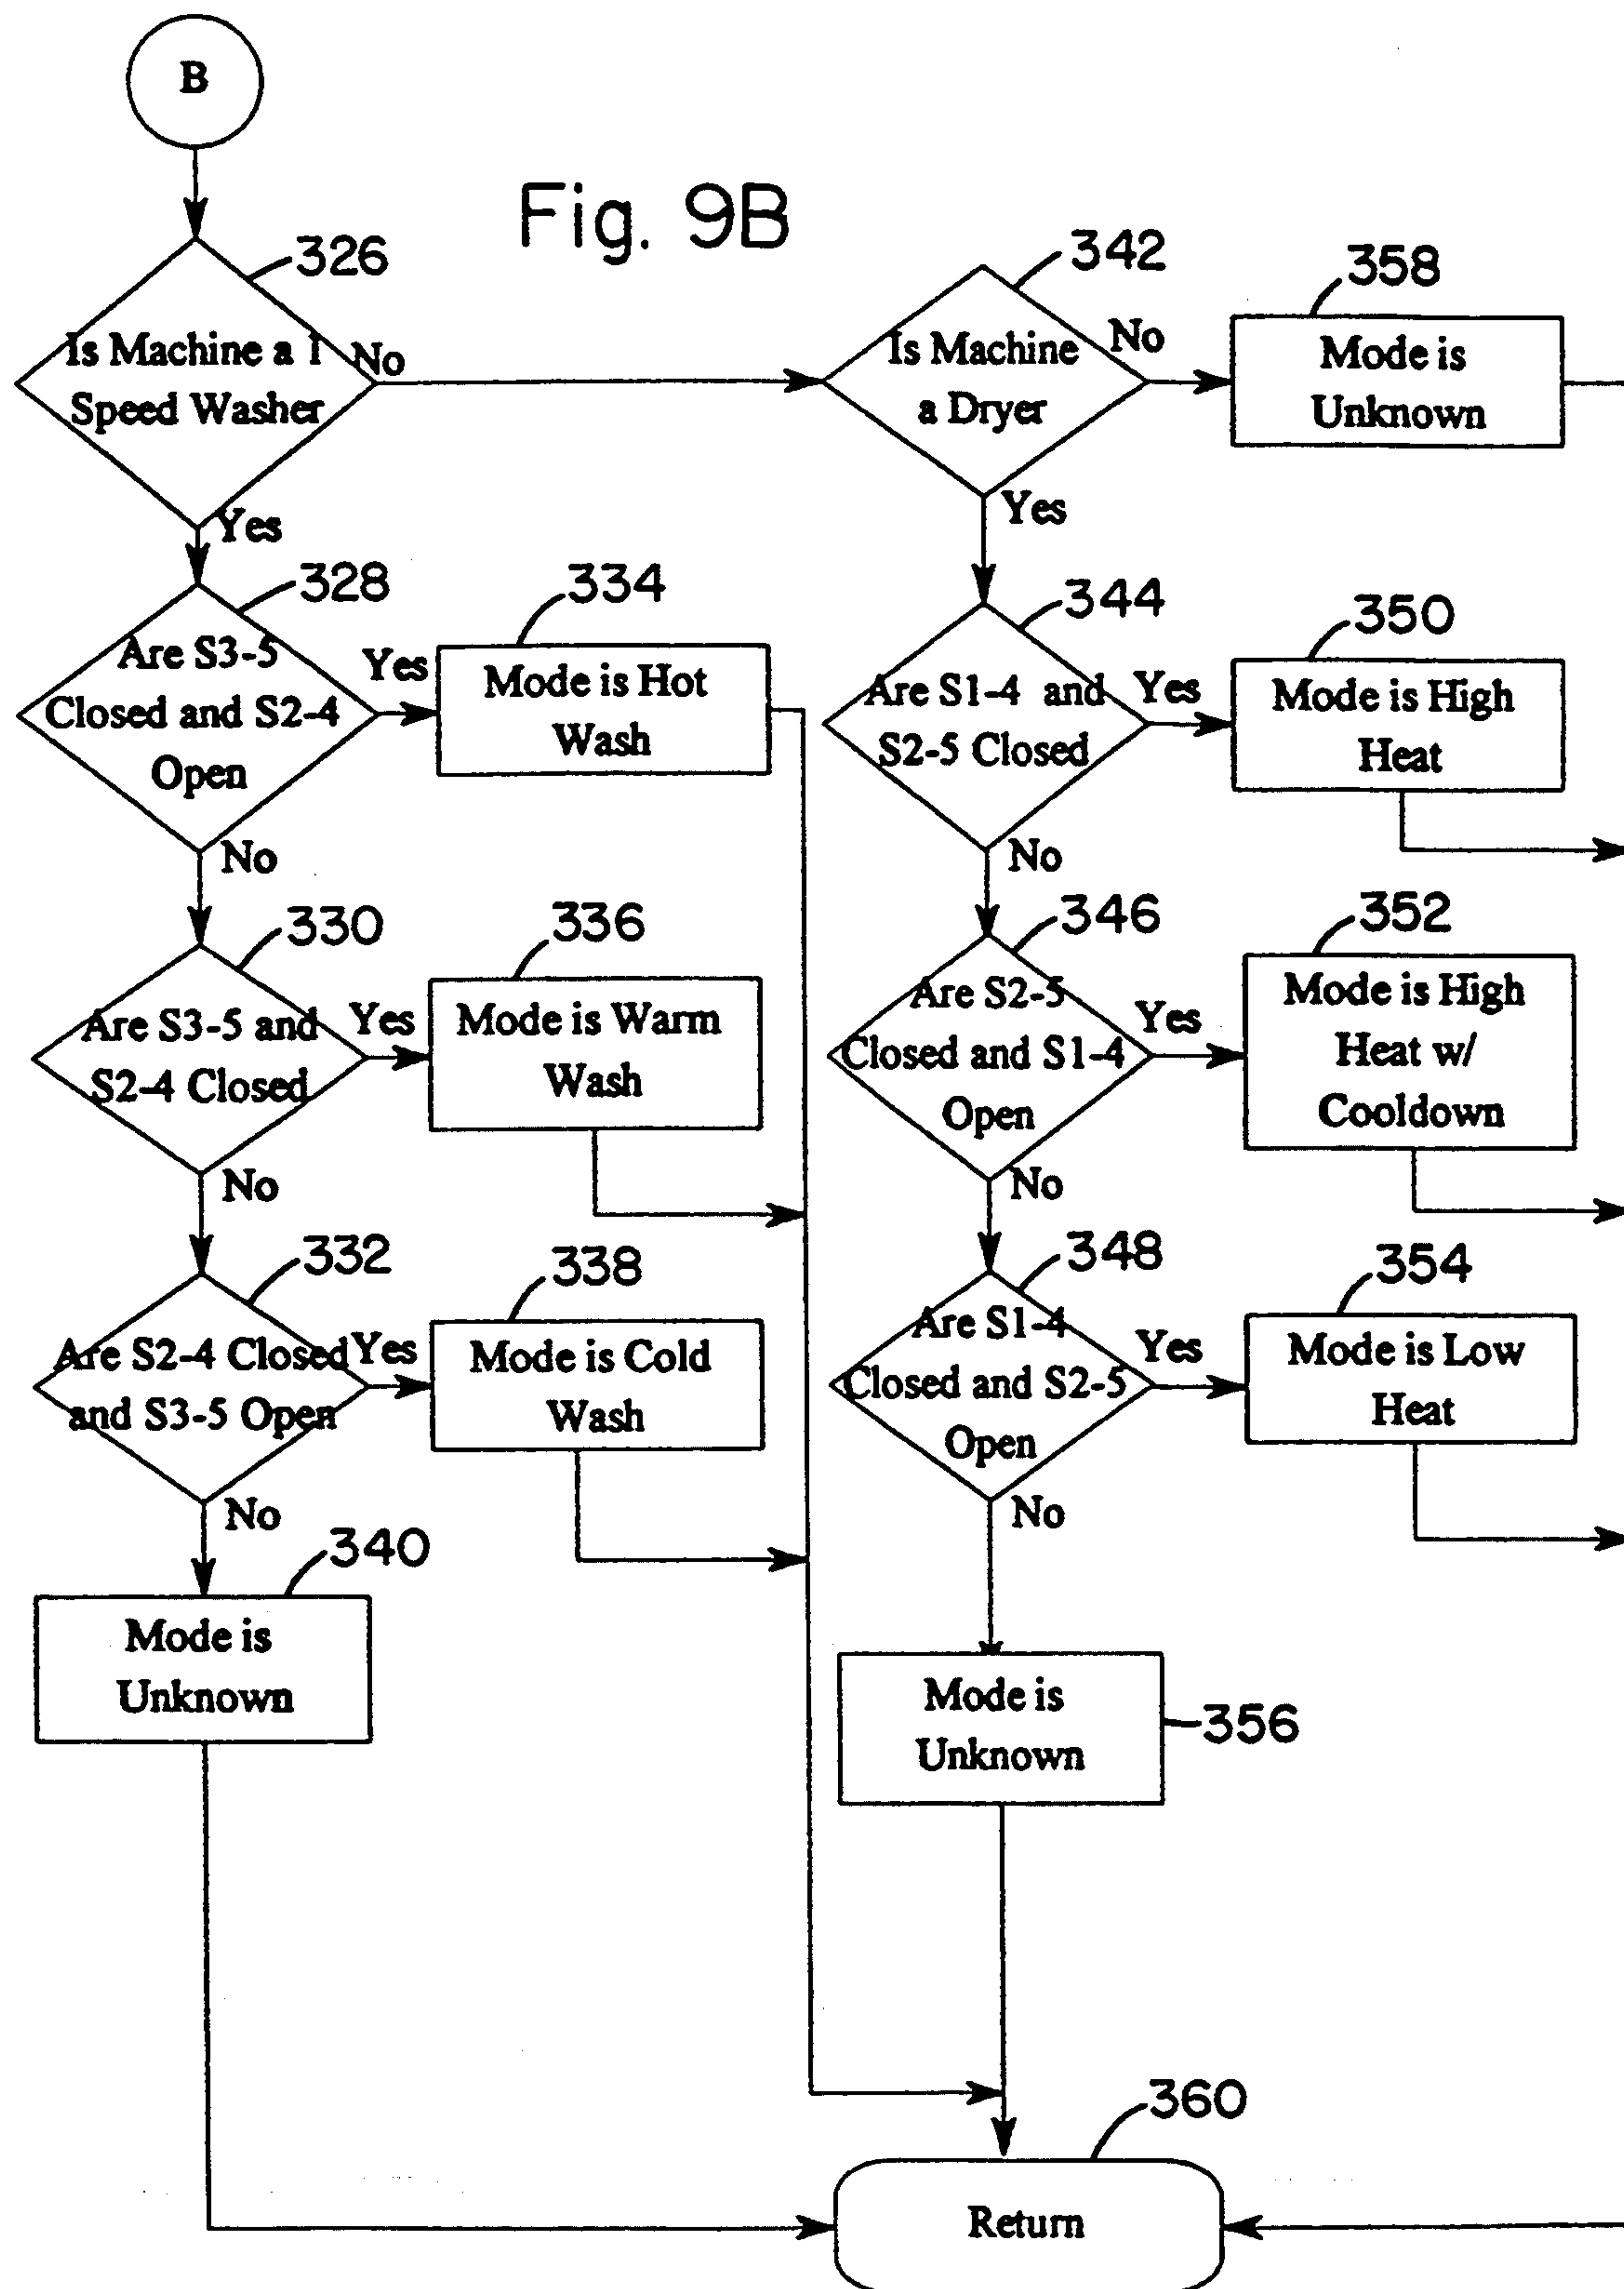 B
Fig. 9B
326
Is Machine a 1
Speed Washer
No
Yes
342
Is Machine
a Dryer
No
Yes
358
Mode is
Unknown
328
Are S3-5
Closed and S2-4
Open
Yes
No
334
Mode is Hot
Wash
344
Are S1-4 and
S2-5 Closed
Yes
No
350
Mode is High
Heat
330
Are S3-5 and
S2-4 Closed
Yes
No
336
Mode is Warm
Wash
346
Are S2-5
Closed and S1-4
Open
Yes
No
352
Mode is High
Heat w/
Cooldown
332
Are S2-4 Closed
and S3-5 Open
Yes
No
338
Mode is Cold
Wash
348
Are S1-4
Closed and S2-5
Open
Yes
No
354
Mode is Low
Heat
340
Mode is
Unknown
Mode is
Unknown
356
360
Return